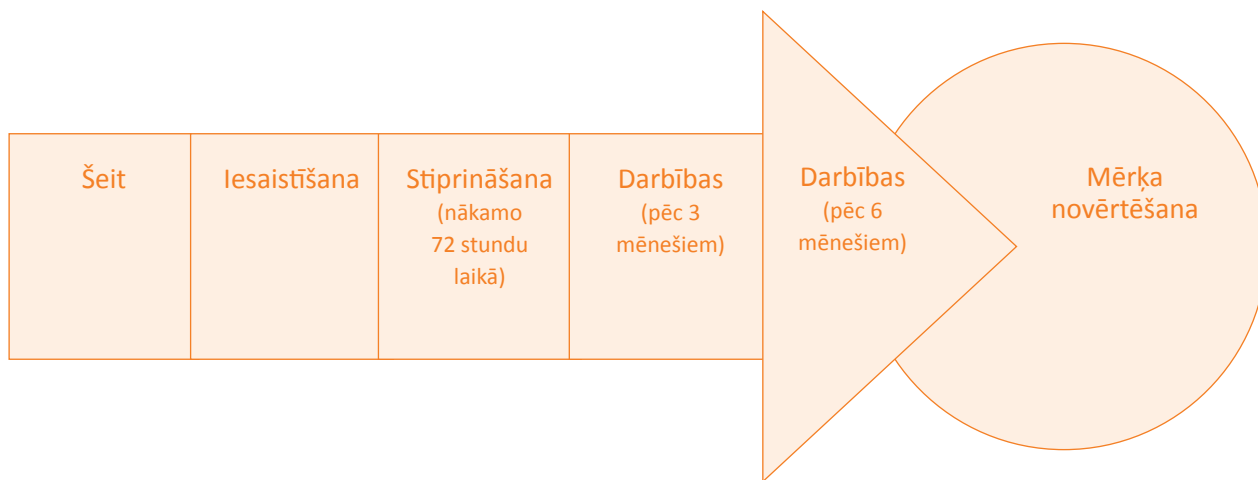 Šeit
Iesaistīšana
Stiprināšana
(nākamo
72 stundu
laikā)
Darbības
(pēc 3
mēnešiem)
Darbības
(pēc 6
mēnešiem)
Mērķa
novērtēšana